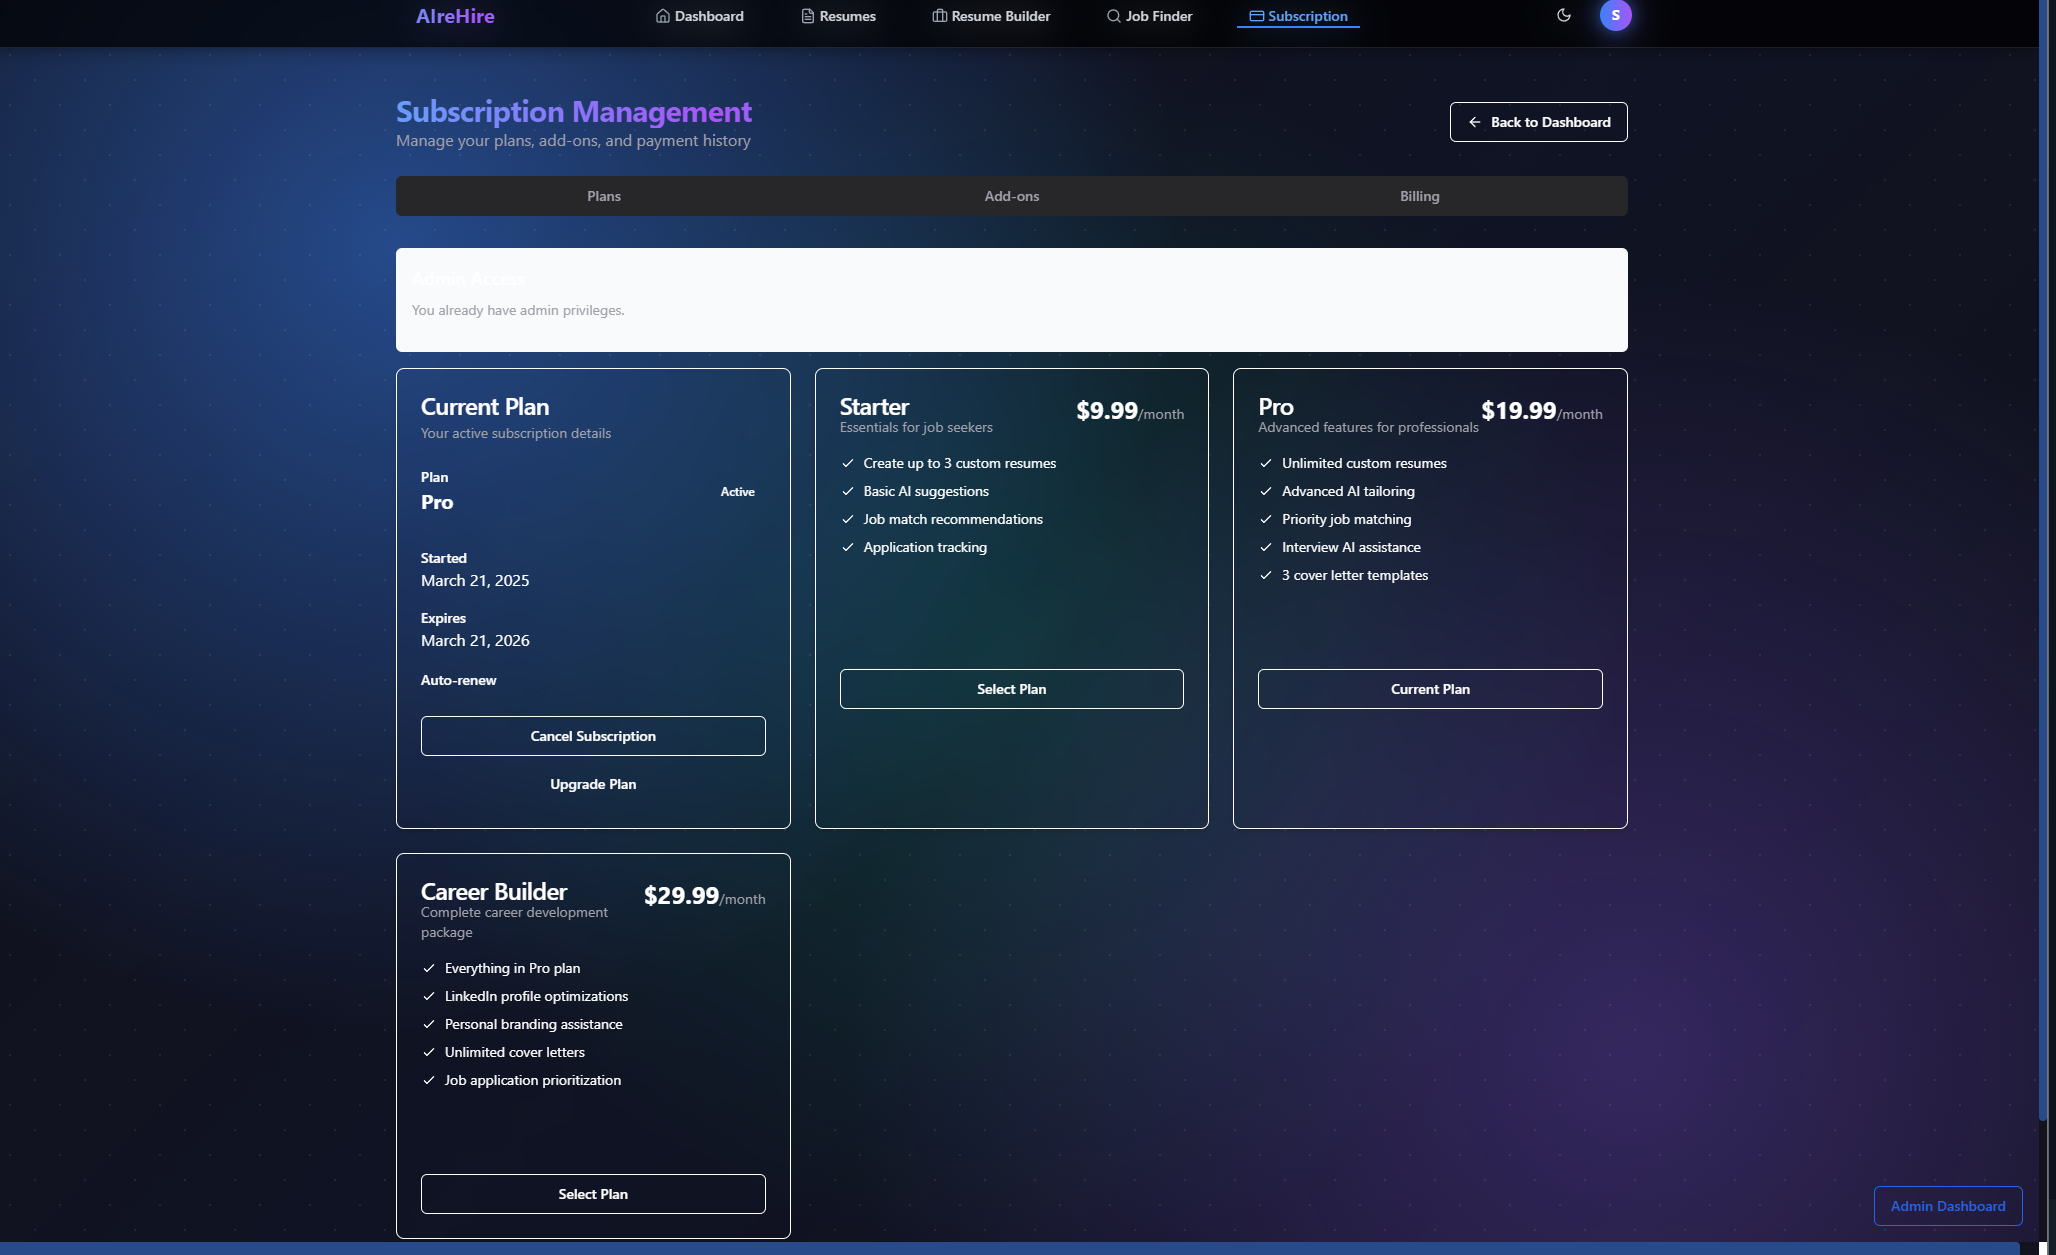 AIreHire
Dashboard
Resumes
Resume Builder
Job Finder
Subscription
S
Subscription Management
Manage your plans, add-ons, and payment history
Back to Dashboard
Plans
Add-ons
Billing
Admin Access
You already have admin privileges.
Current Plan
Your active subscription details
Plan
Pro
Active
Started
March 21, 2025
Expires
March 21, 2026
Auto-renew
Cancel Subscription
Upgrade Plan
Starter
$9.99/month
Essentials for job seekers
Create up to 3 custom resumes
Basic AI suggestions
Job match recommendations
Application tracking
Select Plan
Pro
$19.99/month
Advanced features for professionals
Unlimited custom resumes
Advanced AI tailoring
Priority job matching
Interview AI assistance
3 cover letter templates
Current Plan
Career Builder
$29.99/month
Complete career development
package
Everything in Pro plan
LinkedIn profile optimizations
Personal branding assistance
Unlimited cover letters
Job application prioritization
Select Plan
Admin Dashboard